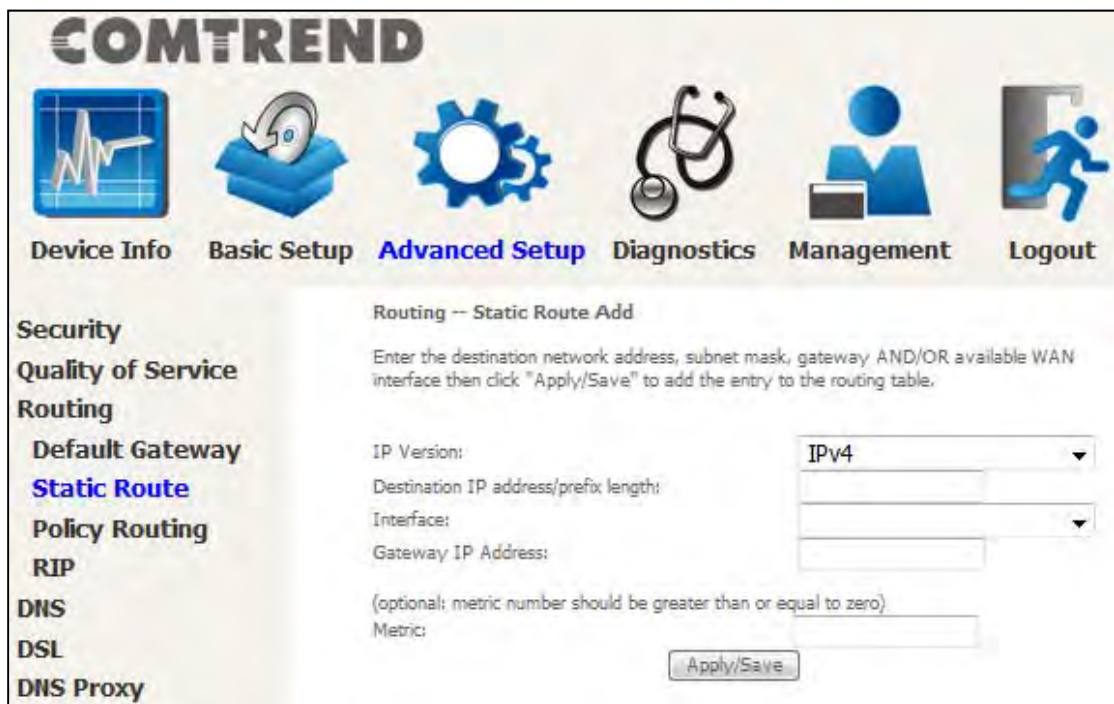 COMTREND
Device Info Basic Setup Advanced Setup Diagnostics Management Logout
Security
Quality of Service
Routing
Default Gateway
Static Route
Policy Routing
RIP
DNS
DSL
DNS Proxy
Routing -- Static Route Add
Enter the destination network address, subnet mask, gateway AND/OR available WAN
interface then click "Apply/Save" to add the entry to the routing table.
IP Version: IPv4
Destination IP address/prefix length:
Interface:
Gateway IP Address:
(optional: metric number should be greater than or equal to zero)
Metric:
Apply/Save